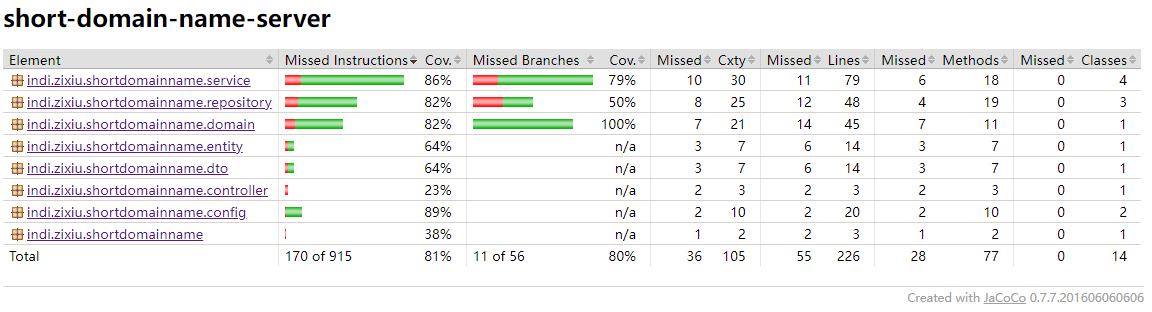 short-domain-name-server
Element Missed Instructions Cov. Missed Branches Cov. Missed Cxty Missed Lines Missed Methods Missed Classes
indi.zixiu.shortdomainname.service 86% 79% 10 30 11 79 6 18 0 4
indi.zixiu.shortdomainname.repository 82% 50% 8 25 12 48 4 19 0 3
indi.zixiu.shortdomainname.domain 82% 100% 7 21 14 45 7 11 0 1
indi.zixiu.shortdomainname.entity 64% n/a 3 7 6 14 3 7 0 1
indi.zixiu.shortdomainname.dto 64% n/a 3 7 6 14 3 7 0 1
indi.zixiu.shortdomainname.controller 23% n/a 2 3 2 3 2 3 0 1
indi.zixiu.shortdomainname.config 89% n/a 2 10 2 20 2 10 0 2
indi.zixiu.shortdomainname 38% n/a 1 2 2 3 1 2 0 1
Total 170 of 915 81% 11 of 56 80% 36 105 55 226 28 77 0 14
Created with JaCoCo 0.7.7.201606060606